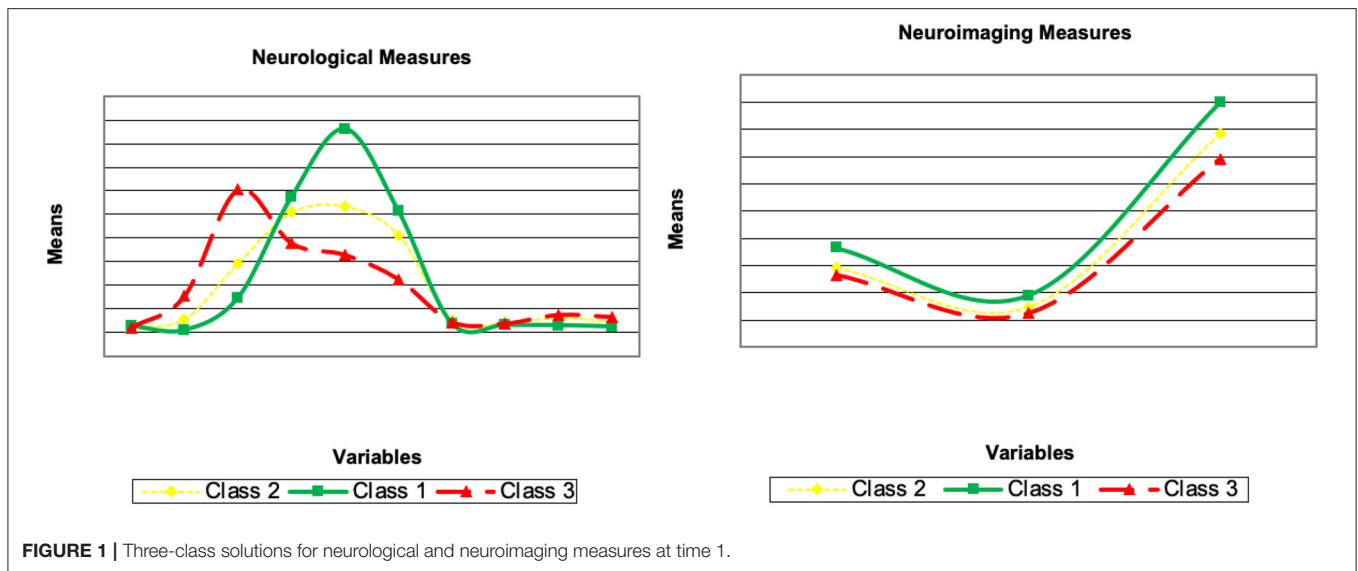 Neurological Measures
Means
Variables
Class 2 Class 1 Class 3
Neuroimaging Measures
Means
Variables
Class 2 Class 1 Class 3
FIGURE 1 | Three-class solutions for neurological and neuroimaging measures at time 1.